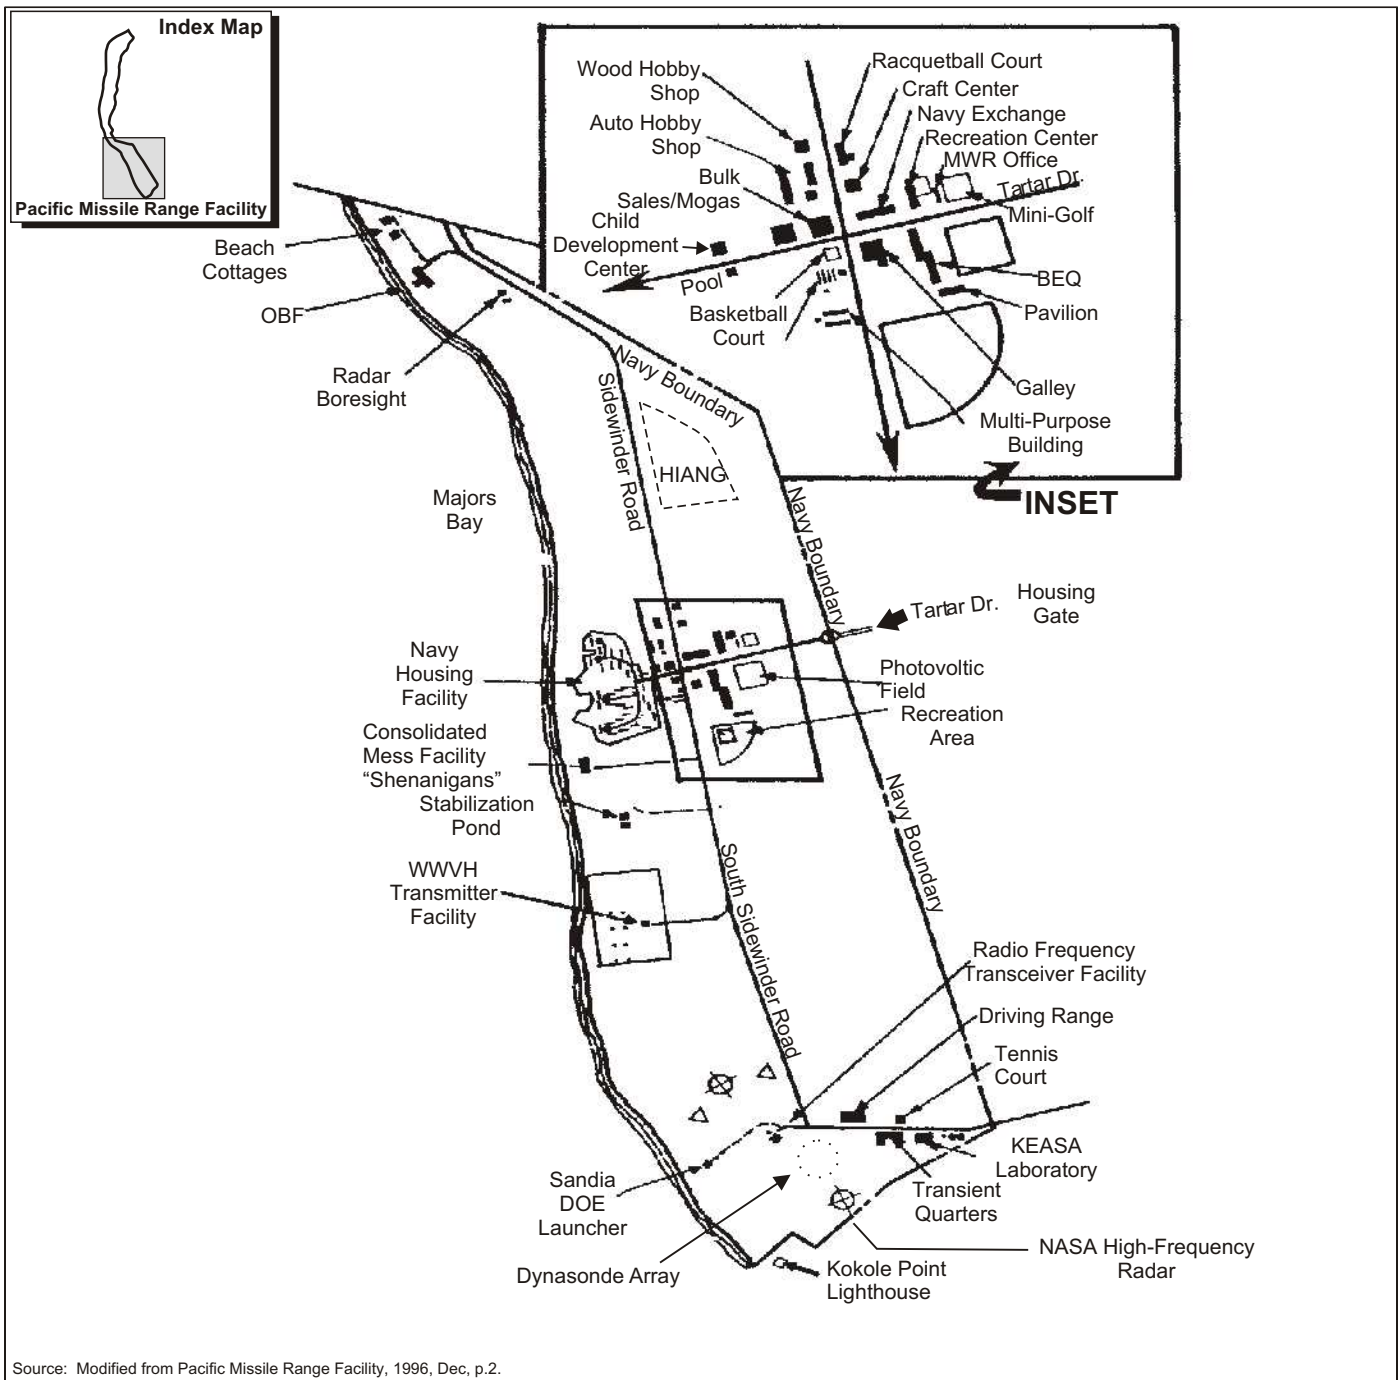 Index Map
Pacific Missile Range Facility
Wood Hobby
Shop
Auto Hobby
Shop
Bulk
Sales/Mogas
Child
Development
Center
Pool
Basketball
Court
Racquetball Court
Craft Center
Navy Exchange
Recreation Center
MWR Office
Tartar Dr.
Mini-Golf
BEQ
Pavilion
Galley
Multi-Purpose
Building
INSET
Beach
Cottages
OBF
Radar
Boresight
Navy Boundary
Sidewinder Road
HIANG
Majors
Bay
Navy Boundary
Tartar Dr.
Housing
Gate
Navy
Housing
Facility
Photovoltic
Field
Recreation
Area
Consolidated
Mess Facility
“Shenanigans”
Stabilization
Pond
Navy Boundary
WWVH
Transmitter
Facility
South Sidewinder Road
Radio Frequency
Transceiver Facility
Driving Range
Tennis
Court
KEASA
Laboratory
Transient
Quarters
Sandia
DOE
Launcher
Dynasonde Array
NASA High-Frequency
Radar
Kokole Point
Lighthouse
Source:  Modified from Pacific Missile Range Facility, 1996, Dec, p.2.